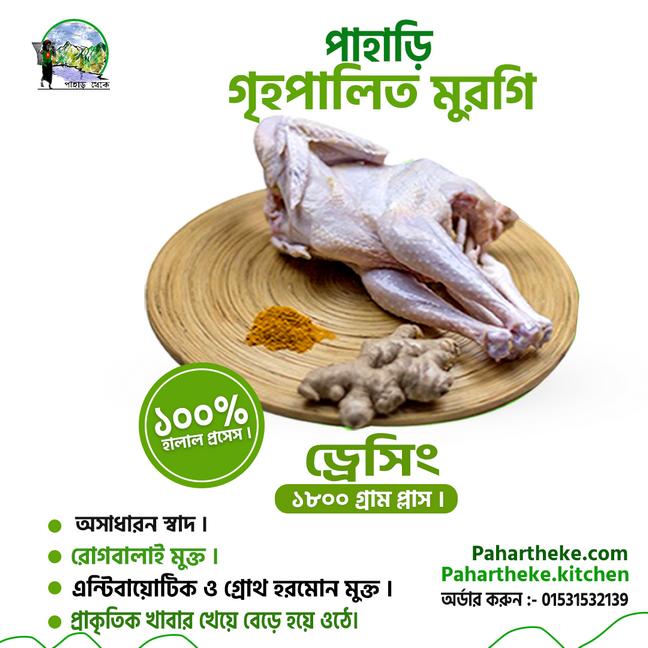 পাহাড়ি
গৃহপালিত মুরগি
পাহাড় থেকে
১০০%
হালাল প্রসেস।
ড্রেসিং
১৮০০ গ্রাম প্লাস।
অসাধারন স্বাদ।
রোগবালাই মুক্ত।
এন্টিবায়োটিক ও গ্রোথ হরমোন মুক্ত।
প্রাকৃতিক খাবার খেয়ে বেড়ে হয়ে ওঠে।
Pahartheke.com
Pahartheke.kitchen
অর্ডার করুন :- 01531532139